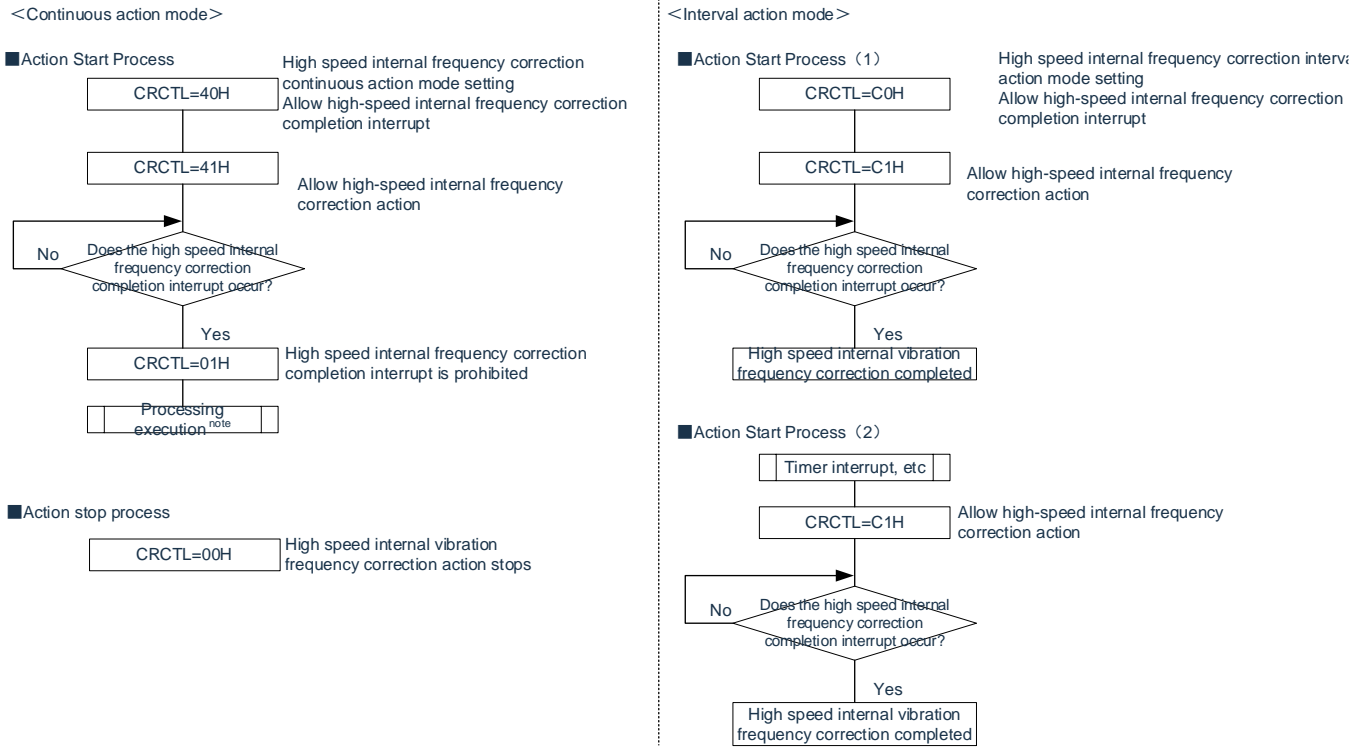 ＜Continuous action mode＞
■Action Start Process
CRCTL=40H
High speed internal frequency correction
continuous action mode setting
Allow high-speed internal frequency correction
completion interrupt
CRCTL=41H
Allow high-speed internal frequency
correction action
No
Does the high speed internal
frequency correction
completion interrupt occur?
Yes
CRCTL=01H
High speed internal frequency correction
completion interrupt is prohibited
Processing
execution note
■Action stop process
CRCTL=00H
High speed internal vibration
frequency correction action stops
＜Interval action mode＞
■Action Start Process（1）
CRCTL=C0H
High speed internal frequency correction interva
action mode setting
Allow high-speed internal frequency correction
completion interrupt
CRCTL=C1H
Allow high-speed internal frequency
correction action
No
Does the high speed internal
frequency correction
completion interrupt occur?
Yes
High speed internal vibration
frequency correction completed
■Action Start Process（2）
Timer interrupt, etc
CRCTL=C1H
Allow high-speed internal frequency
correction action
No
Does the high speed internal
frequency correction
completion interrupt occur?
Yes
High speed internal vibration
frequency correction completed